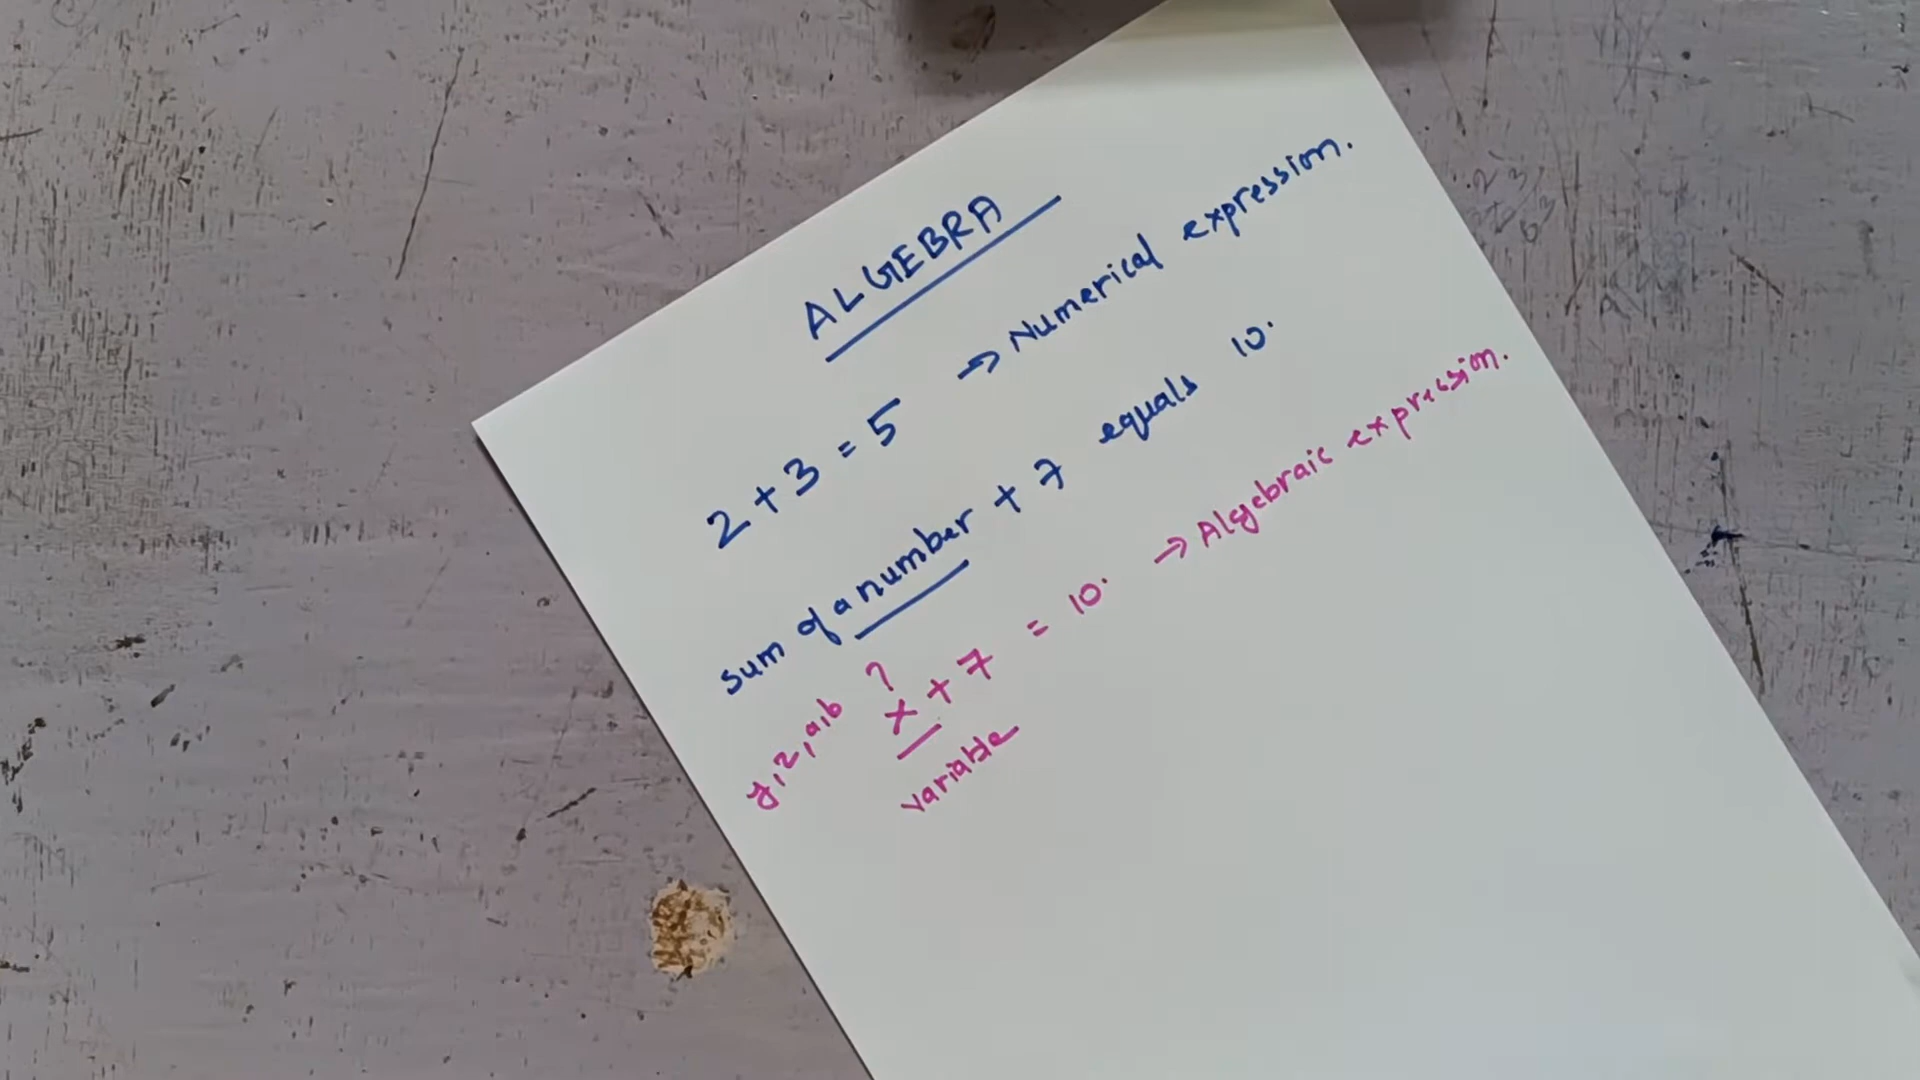 ALGEBRA
2 + 3 = 5 → Numerical expression.
sum of a number + 7 equals 10.
?
y, z, a, b x + 7 = 10. → Algebraic expression.
variable